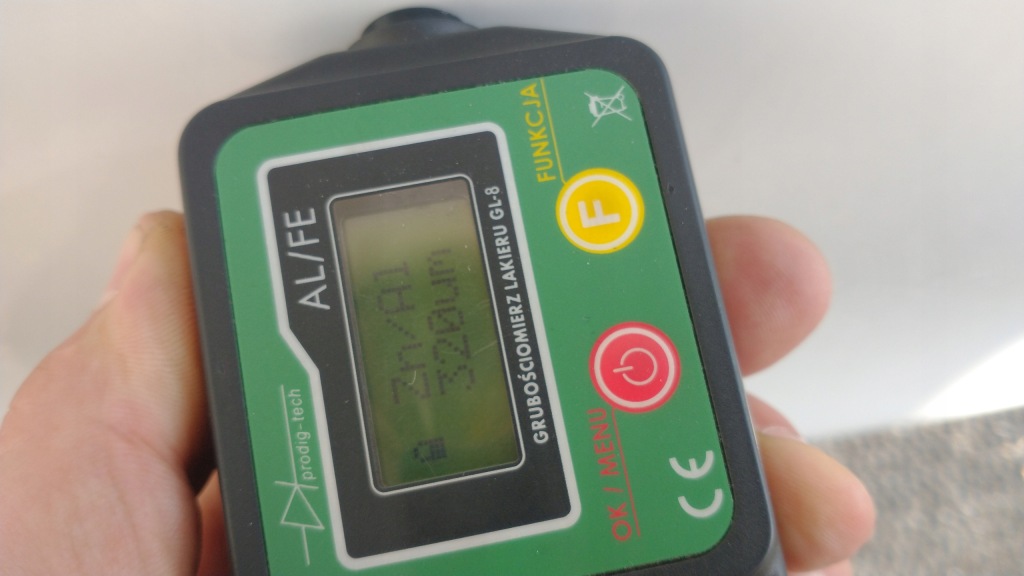 prodig-tech
AL/FE
Zn/Al
320um
GRUBOŚCIOMIERZ LAKIERU GL-8
OK / MENU
FUNKCJA
F
CE